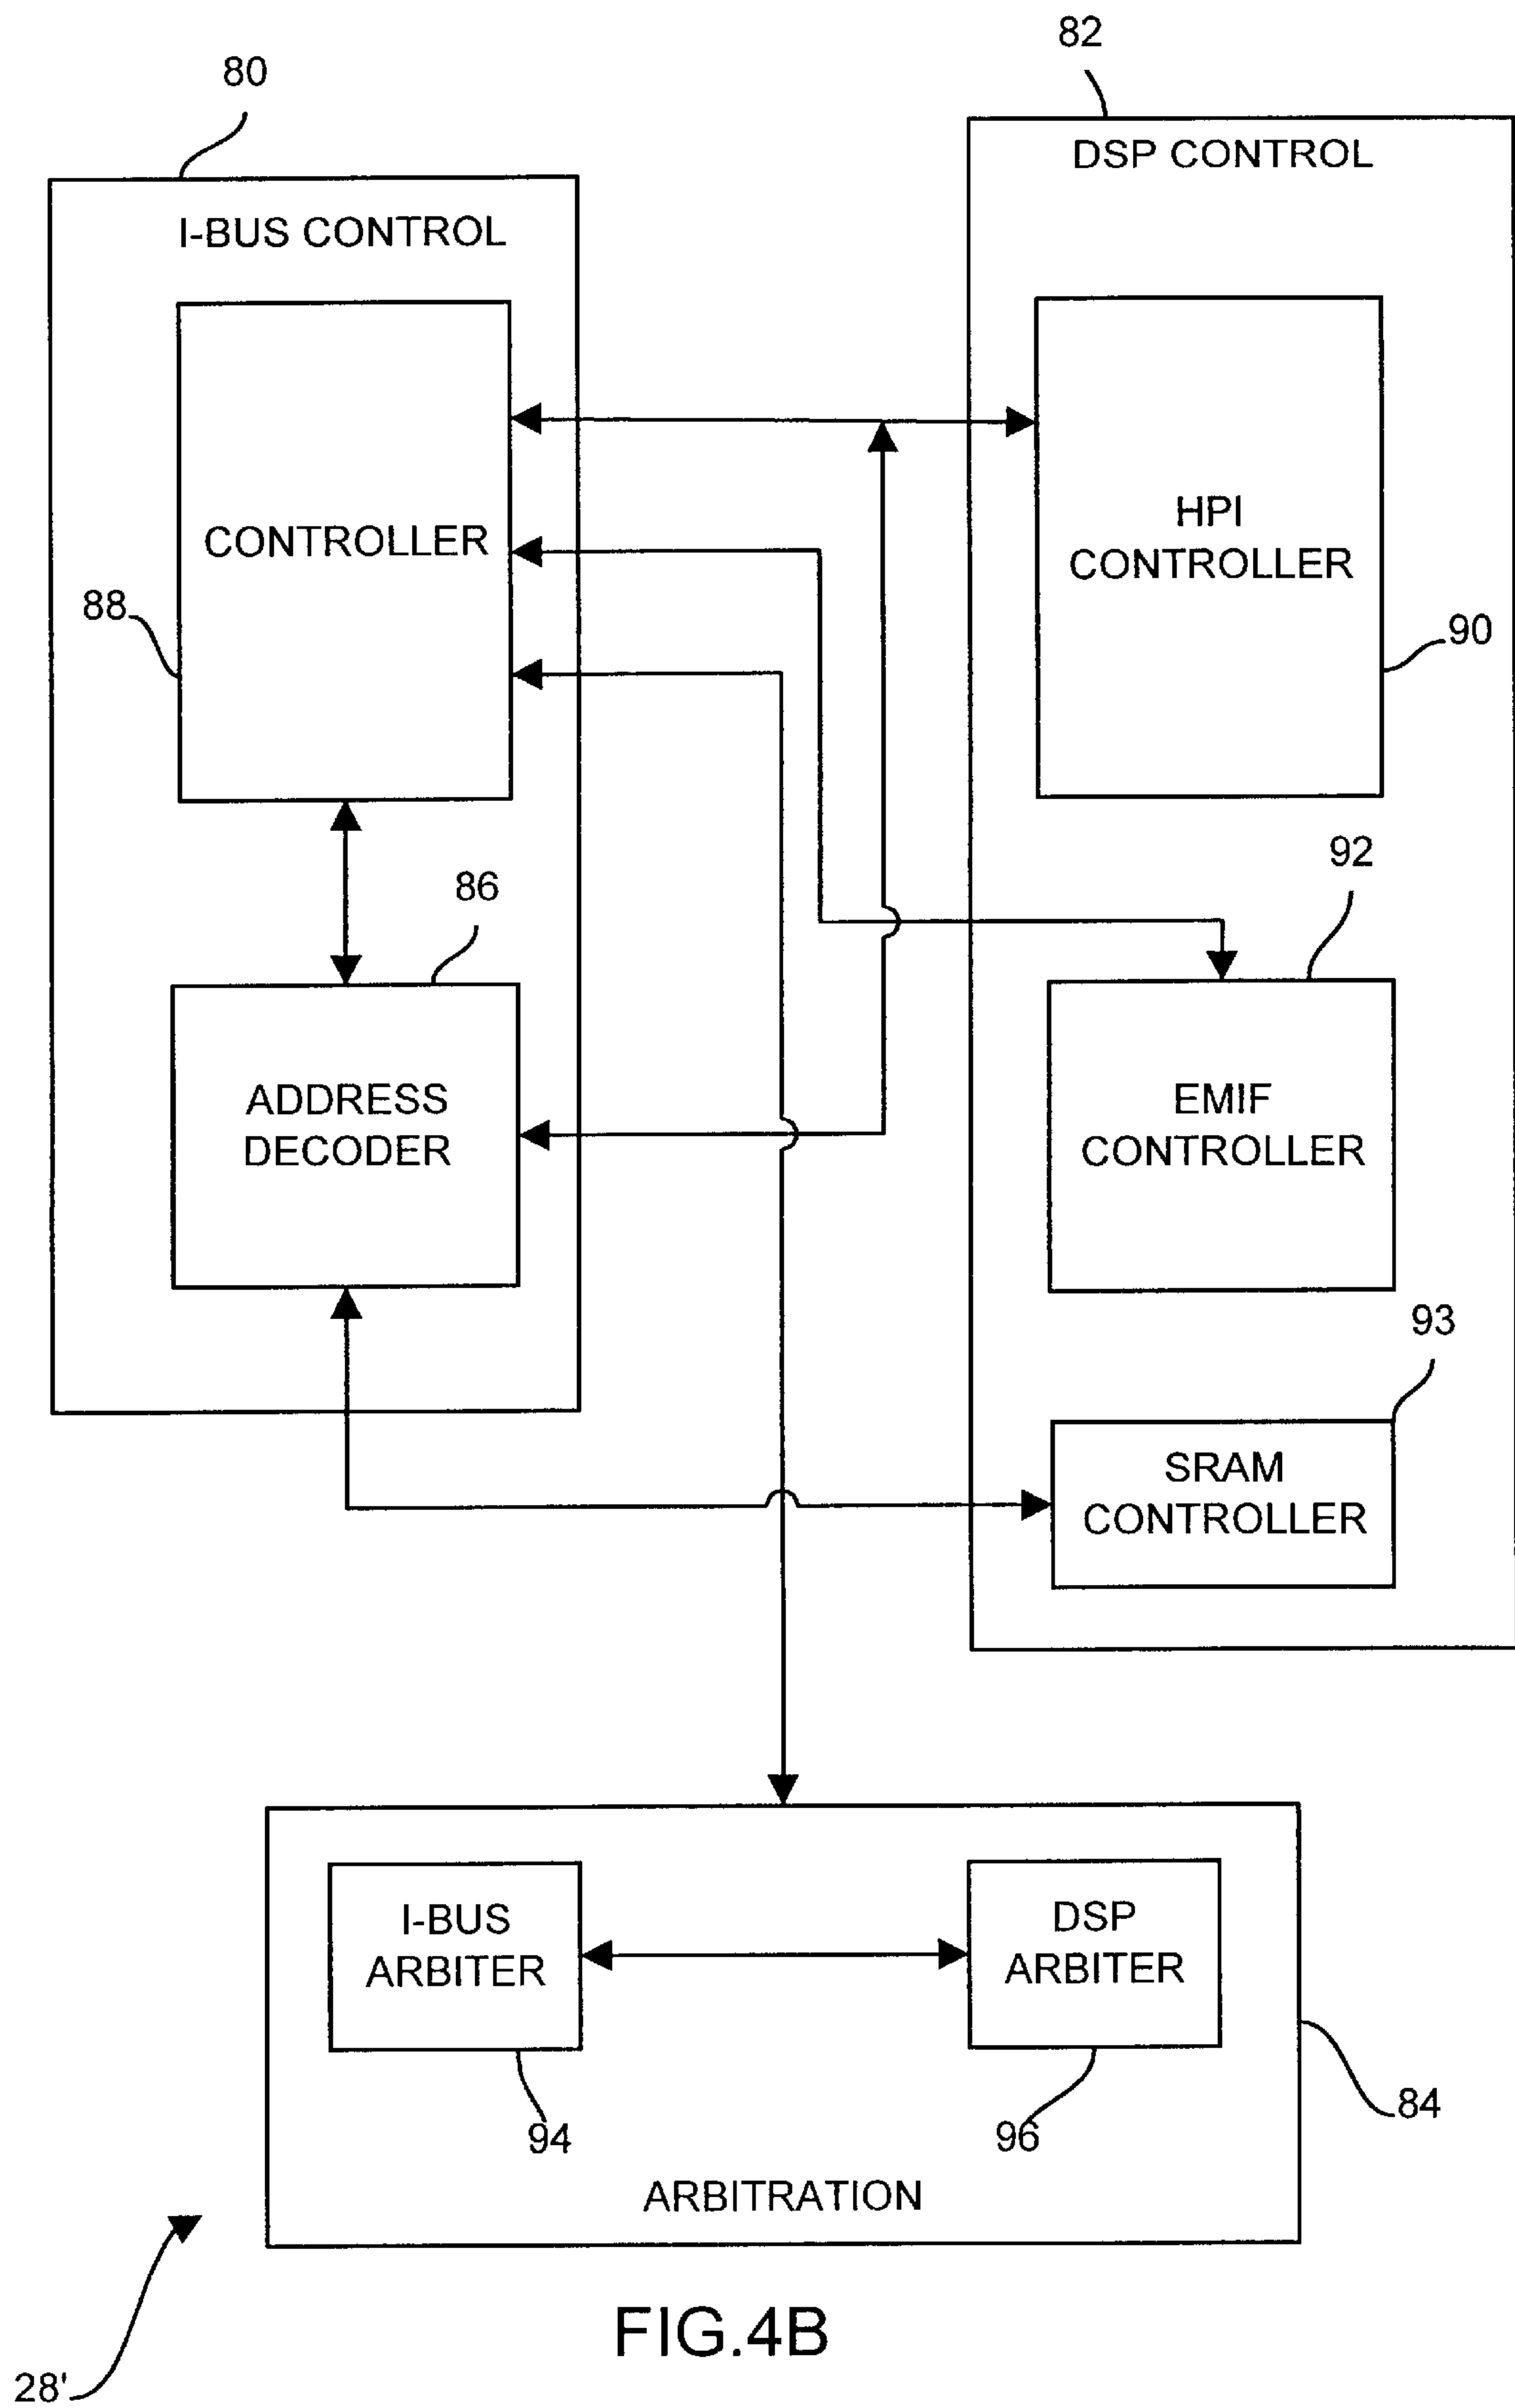 82
80
DSP CONTROL
I-BUS CONTROL
HPI
CONTROLLER
CONTROLLER
88
90
92
86
ADDRESS
DECODER
EMIF
CONTROLLER
93
SRAM
CONTROLLER
I-BUS
ARBITER
DSP
ARBITER
84
94
96
ARBITRATION
FIG.4B
28'